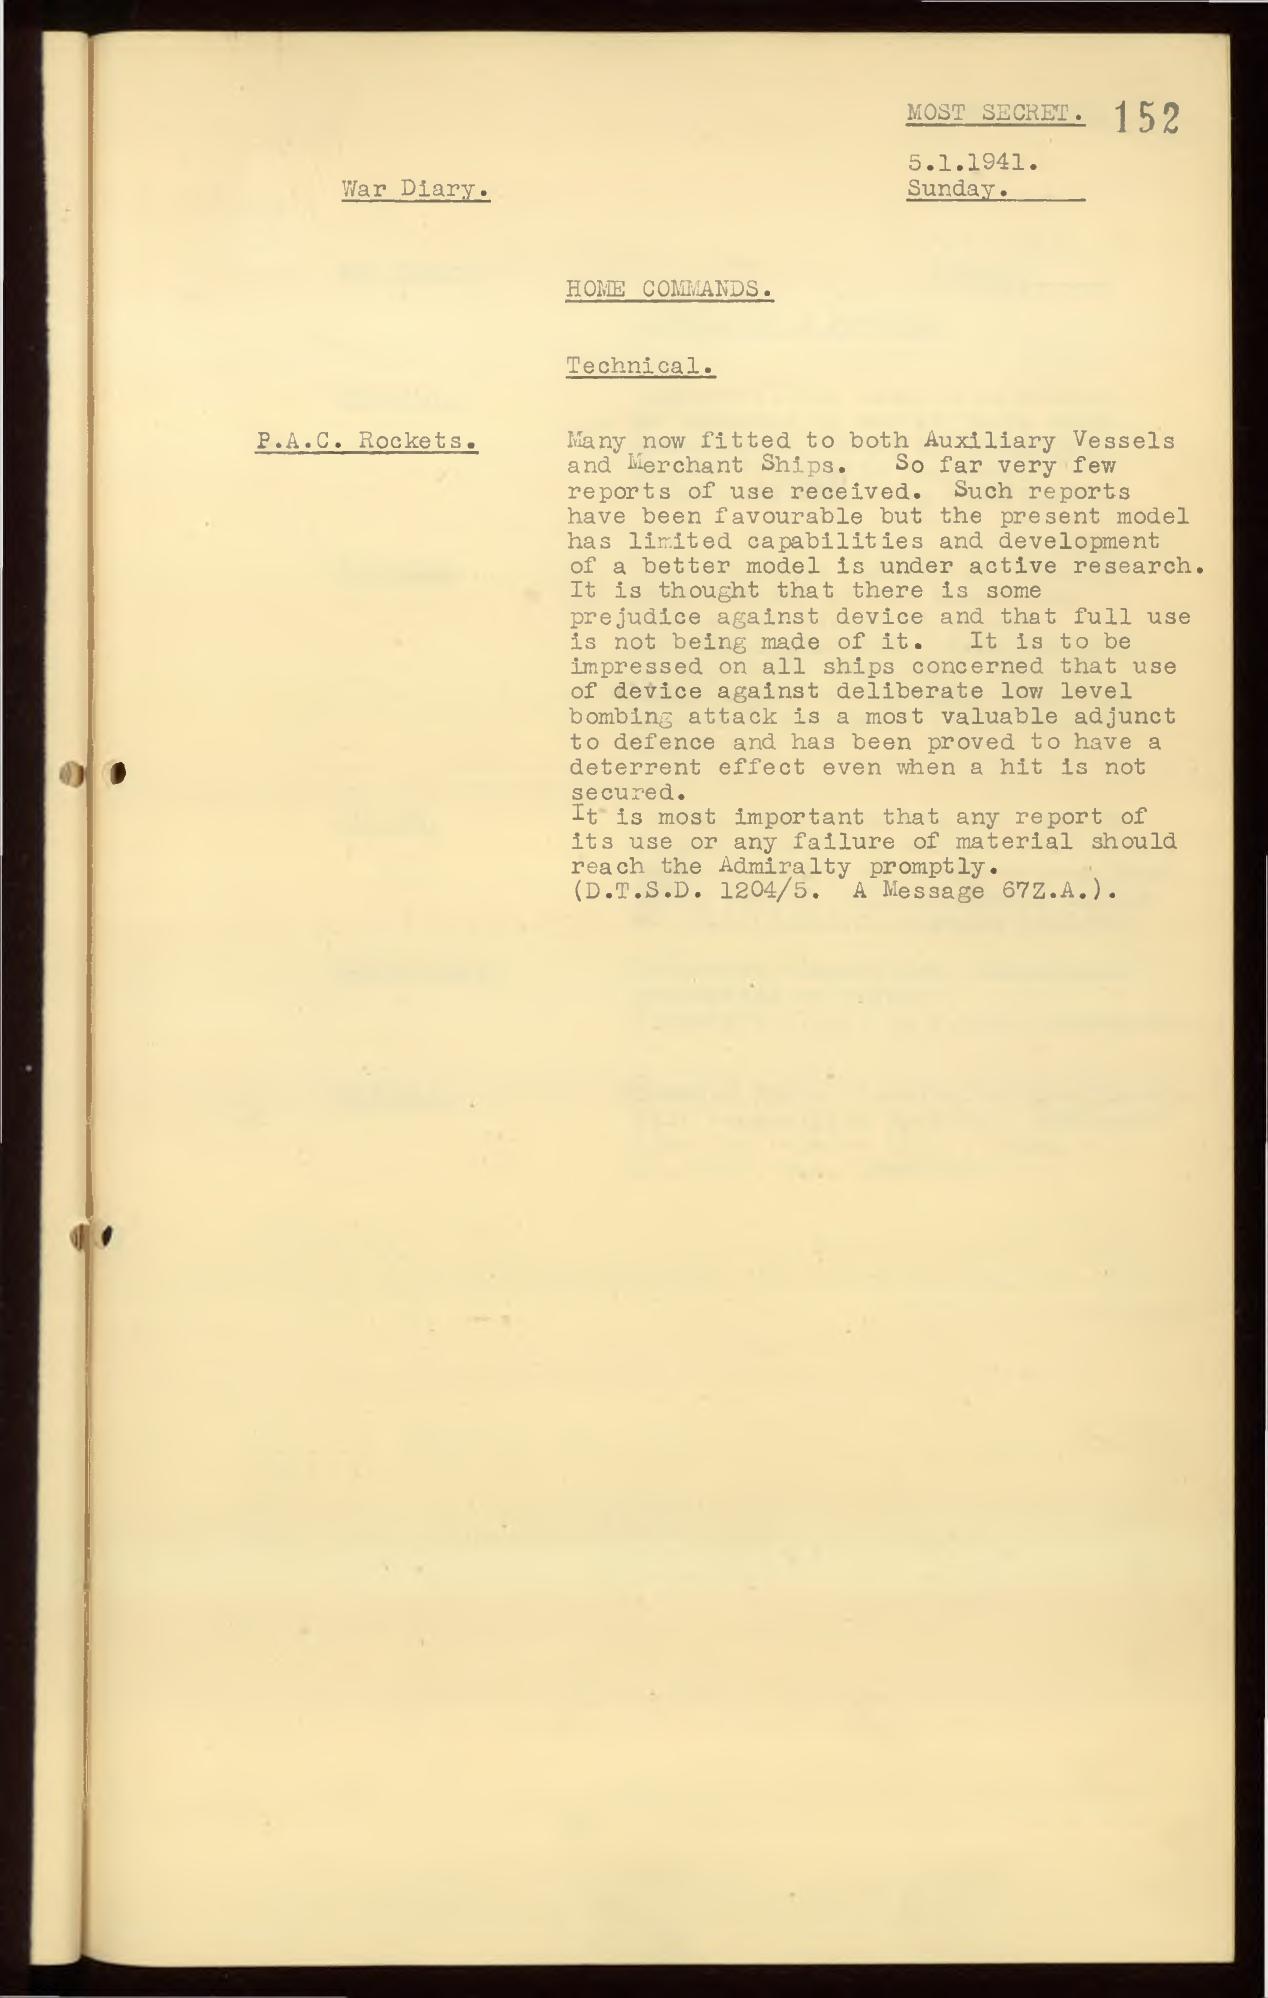 MOST SECRET. 152
5.1.1941.
War Diary.
Sunday.
HOME COMMANDS.
Technical.
P.A.C. Rockets.
Many now fitted to both Auxiliary Vessels
and Merchant Ships. So far very few
reports of use received. Such reports
have been favourable but the present model
has limited capabilities and development
of a better model is under active research.
It is thought that there is some
prejudice against device and that full use
is not being made of it. It is to be
impressed on all ships concerned that use
of device against deliberate low level
bombing attack is a most valuable adjunct
to defence and has been proved to have a
deterrent effect even when a hit is not
secured.
It is most important that any report of
its use or any failure of material should
reach the Admiralty promptly.
(D.T.S.D. 1204/5. A Message 67Z.A.).